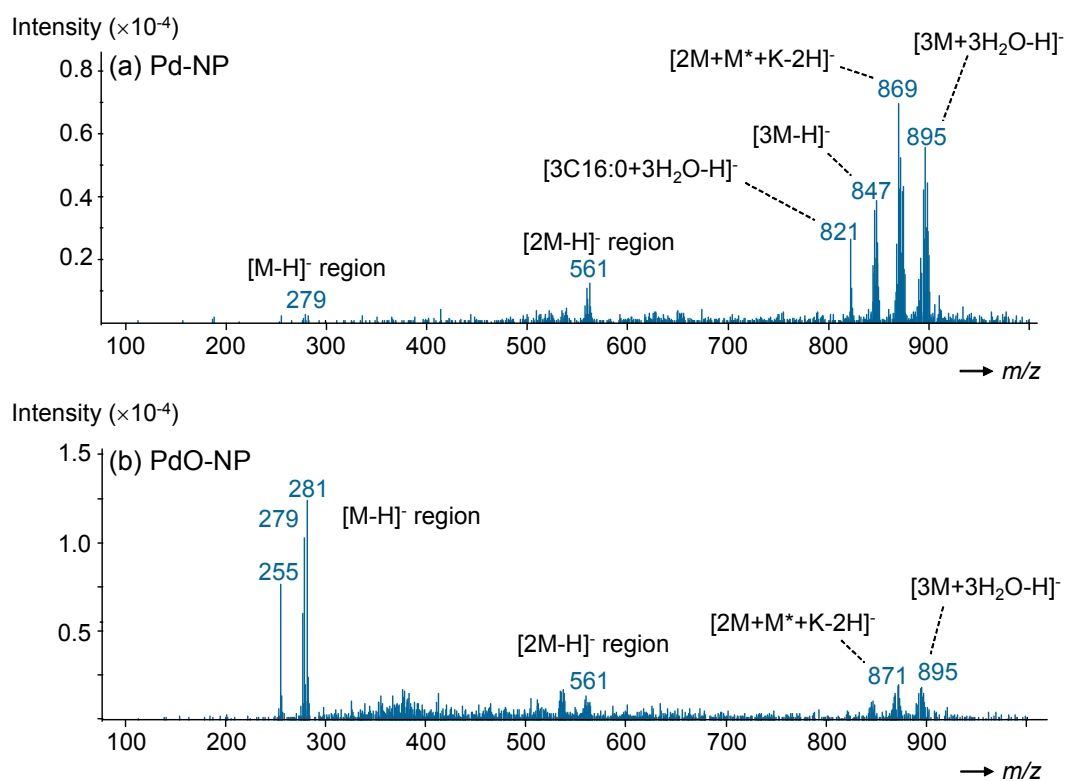 Intensity (×10-4)
(a) Pd-NP
[3M+3H2O-H]-
[2M+M*+K-2H]-
869
895
[3M-H]-
[3C16:0+3H2O-H]-
847
821
[2M-H]- region
561
[M-H]- region
279
0.8
0.6
0.4
0.2
100 200 300 400 500 600 700 800 900
m/z
Intensity (×10-4)
(b) PdO-NP
281
[M-H]- region
279
255
[3M+3H2O-H]-
[2M+M*+K-2H]-
[2M-H]- region
561
871
895
1.5
1.0
0.5
100 200 300 400 500 600 700 800 900
m/z